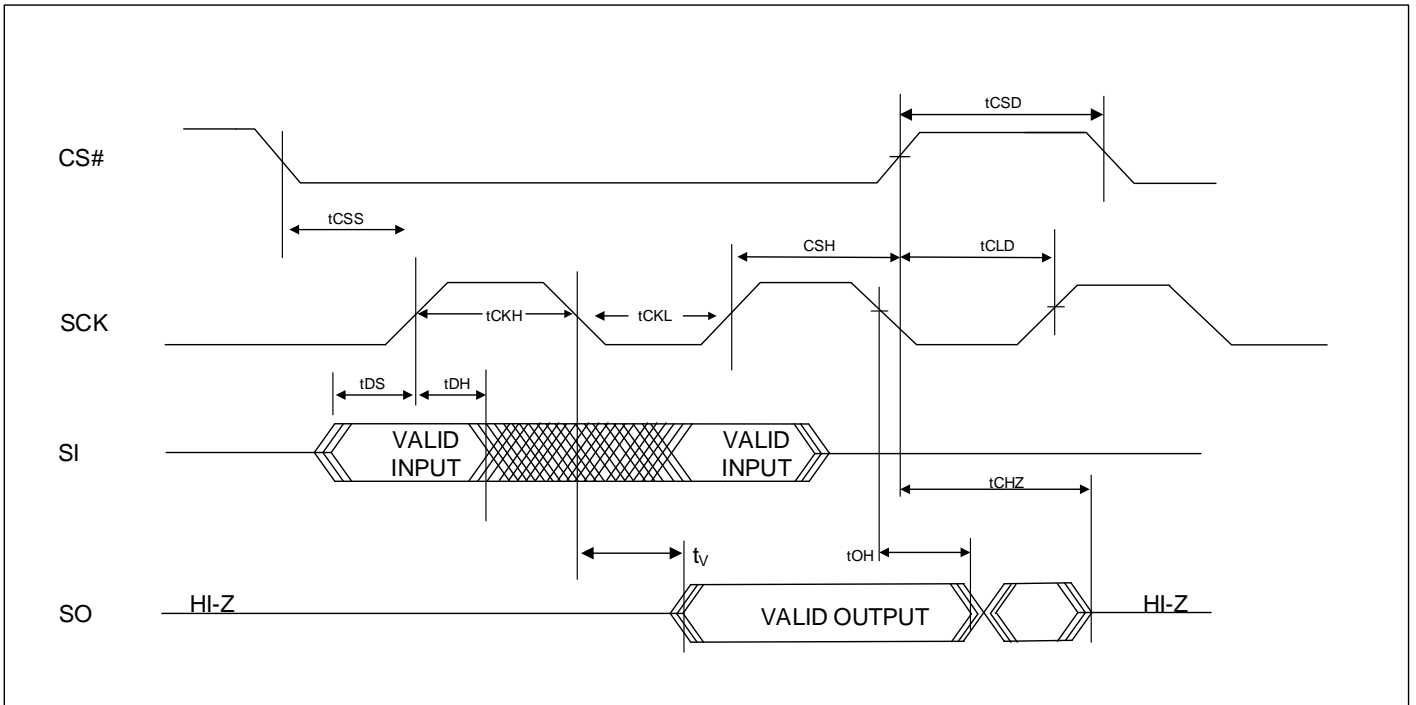 tCSD
CS#
tCSS
CSH
tCLD
SCK
tCKH
tCKL
tDS
tDH
SI
VALID
INPUT
VALID
INPUT
tCHZ
tOH
tV
SO
HI-Z
VALID OUTPUT
HI-Z